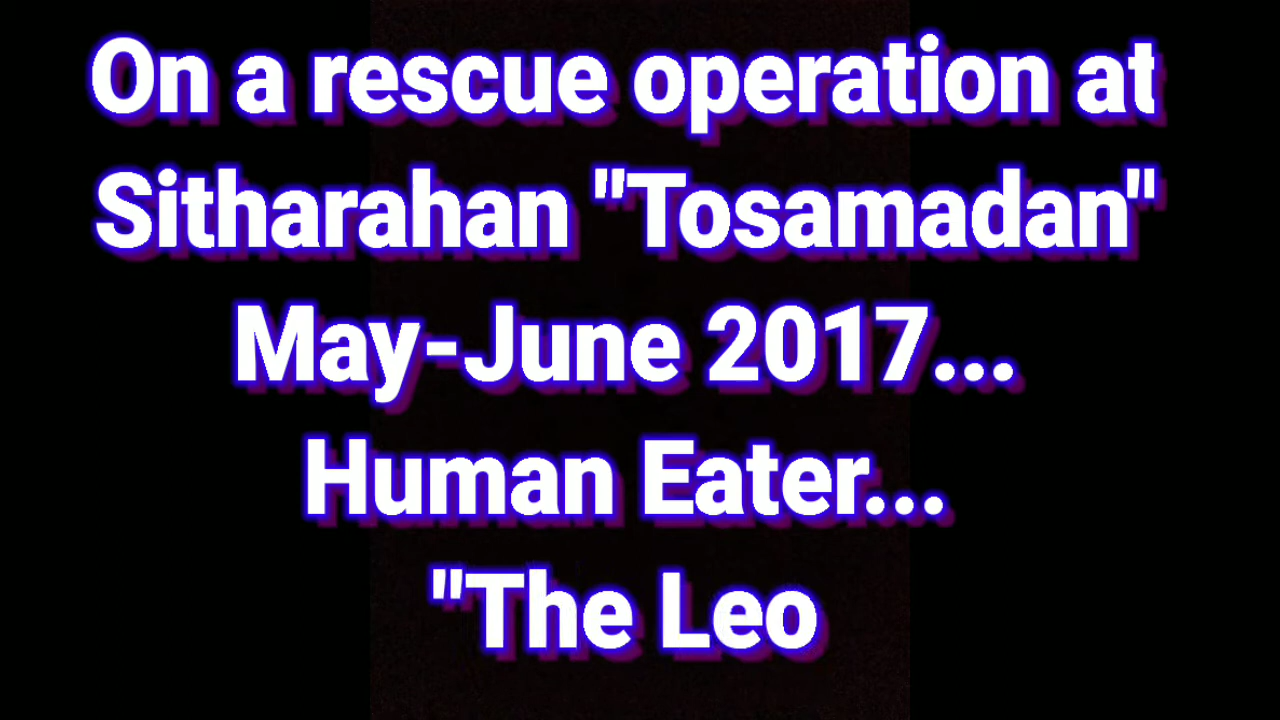 On a rescue operation at
Sitharahan "Tosamadan"
May-June 2017...
Human Eater...
"The Leo